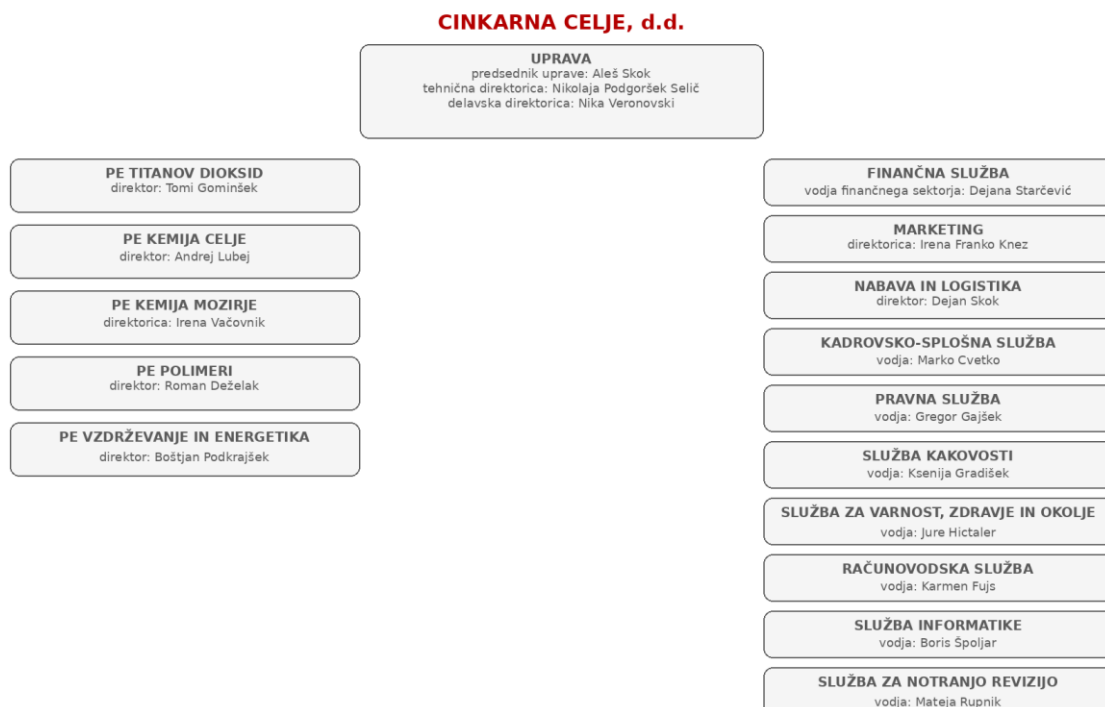 CINKARNA CELJE, d.d.
UPRAVA
predsednik uprave: Aleš Skok
tehnična direktorica: Nikolaja Podgoršek Selič
delavska direktorica: Nika Veronovski
PE TITANOV DIOKSID
direktor: Tomi Gominšek
PE KEMIJA CELJE
direktor: Andrej Lubej
PE KEMIJA MOZIRJE
direktorica: Irena Vačovnik
PE POLIMERI
direktor: Roman Deželak
PE VZDRŽEVANJE IN ENERGETIKA
direktor: Boštjan Podkrajšek
FINANČNA SLUŽBA
vodja finančnega sektorja: Dejana Starčević
MARKETING
direktorica: Irena Franko Knez
NABAVA IN LOGISTIKA
direktor: Dejan Skok
KADROVSKO-SPLOŠNA SLUŽBA
vodja: Marko Cvetko
PRAVNA SLUŽBA
vodja: Gregor Gajšek
SLUŽBA KAKOVOSTI
vodja: Ksenija Gradišek
SLUŽBA ZA VARNOST, ZDRAVJE IN OKOLJE
vodja: Jure Hictaler
RAČUNOVODSKA SLUŽBA
vodja: Karmen Fujs
SLUŽBA INFORMATIKE
vodja: Boris Špoljar
SLUŽBA ZA NOTRANJO REVIZIJO
vodja: Mateja Rupnik